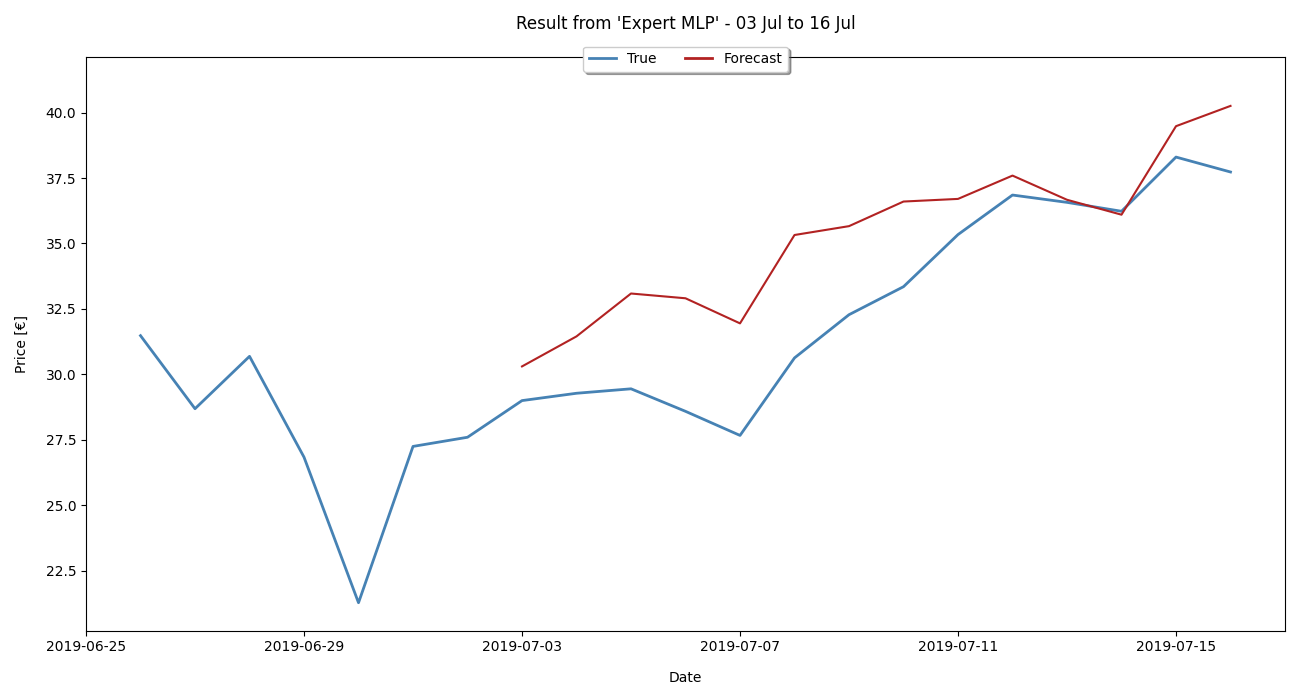 Result from 'Expert MLP' - 03 Jul to 16 Jul
True
Forecast
40.0
37.5
35.0
32.5
30.0
27.5
25.0
22.5
Price [€]
2019-06-25
2019-06-29
2019-07-03
2019-07-07
2019-07-11
2019-07-15
Date